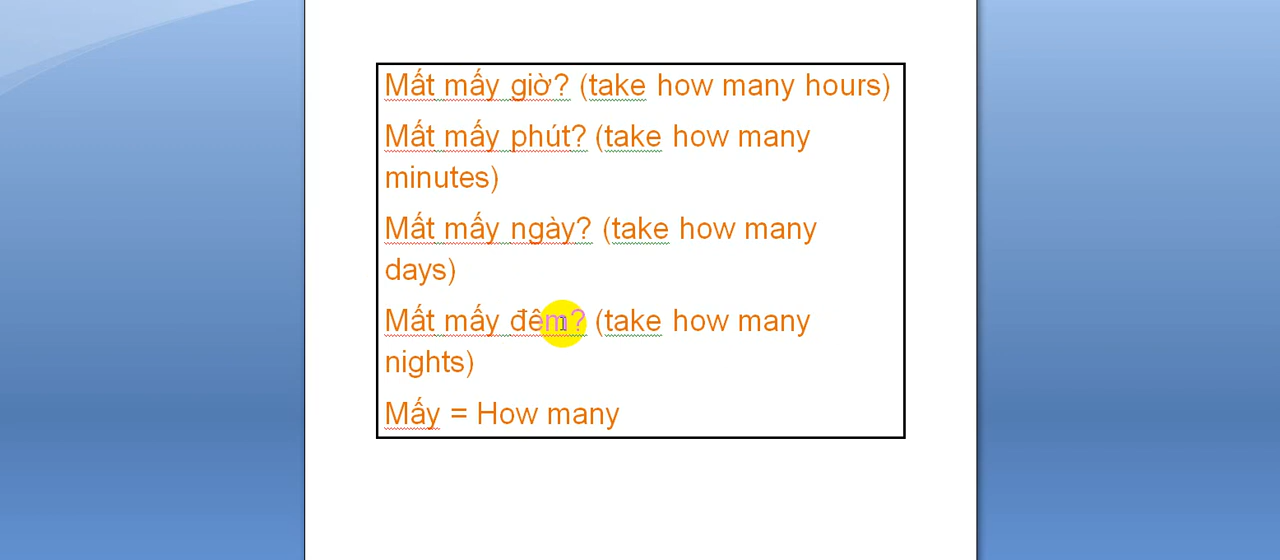 Mất mấy giờ? (take how many hours)
Mất mấy phút? (take how many
minutes)
Mất mấy ngày? (take how many
days)
Mất mấy đêm? (take how many
nights)
Mấy = How many